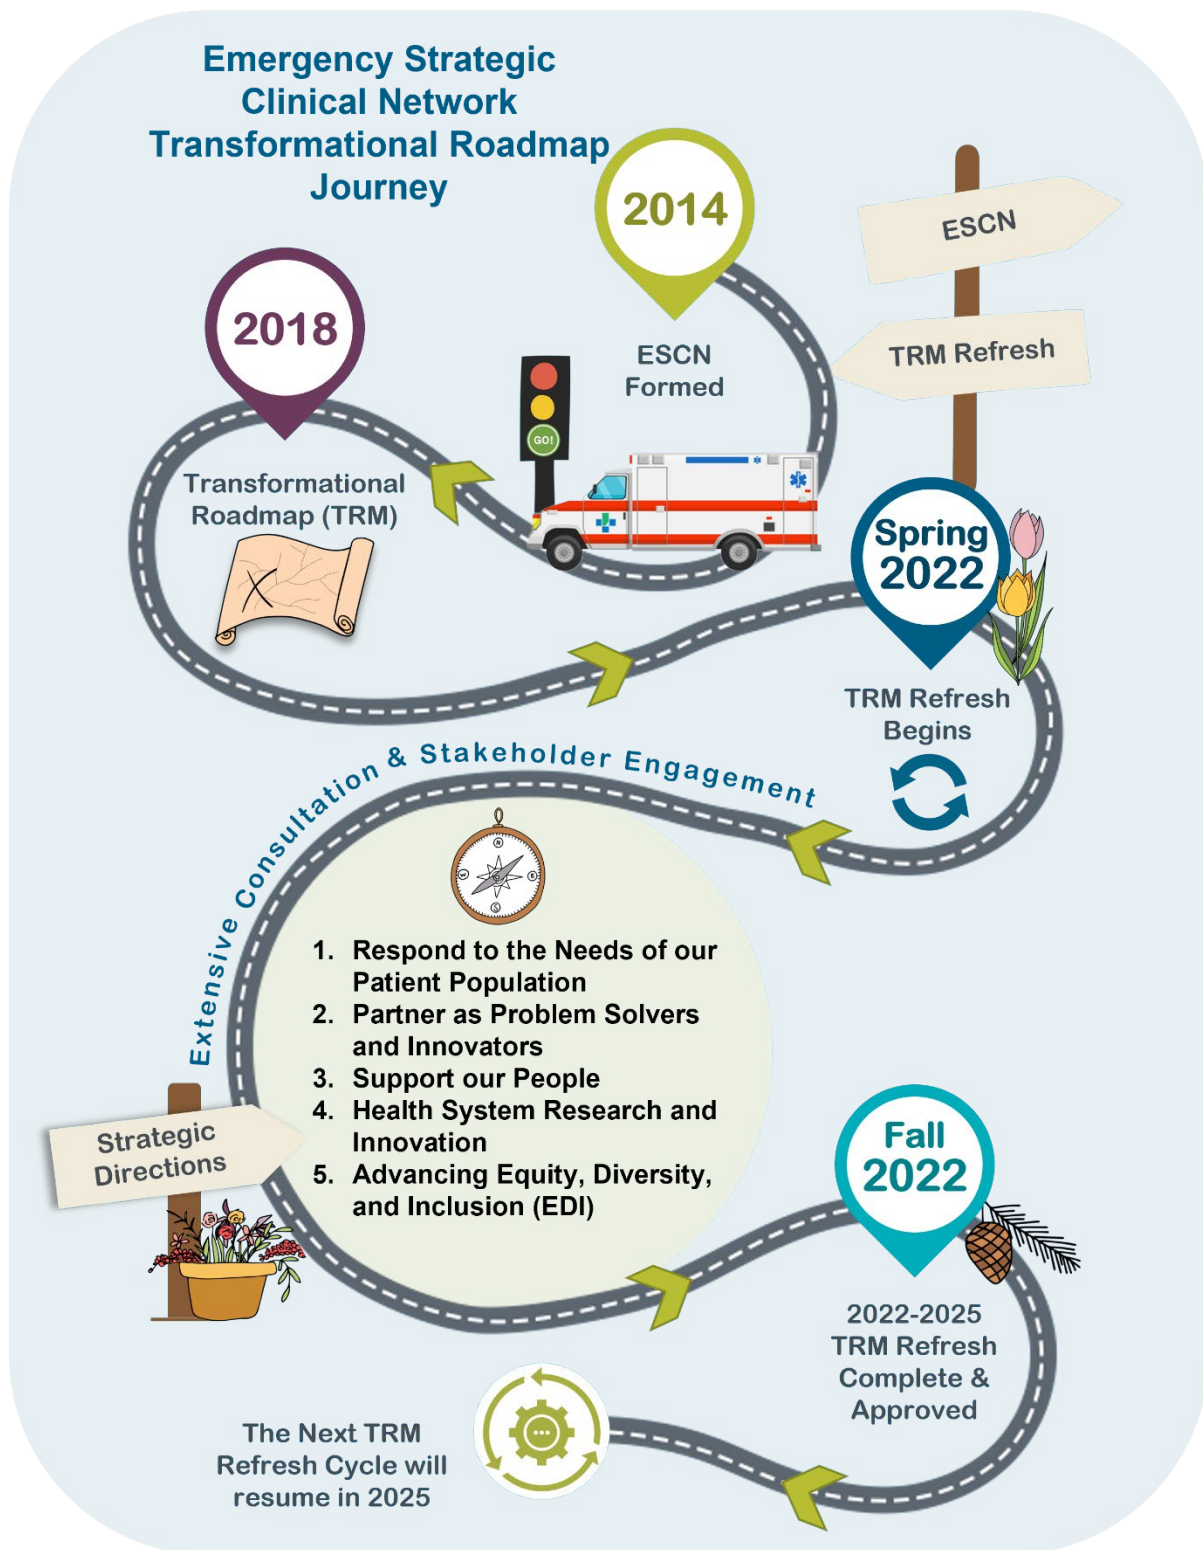 Emergency Strategic
Clinical Network
Transformational Roadmap
Journey
2014
ESCN
Formed
ESCN
TRM Refresh
2018
Transformational
Roadmap (TRM)
GO!
Spring
2022
TRM Refresh
Begins
Extensive Consultation & Stakeholder Engagement
N
W
E
S
1. Respond to the Needs of our
Patient Population
2. Partner as Problem Solvers
and Innovators
3. Support our People
4. Health System Research and
Innovation
5. Advancing Equity, Diversity,
and Inclusion (EDI)
Strategic
Directions
Fall
2022
2022-2025
TRM Refresh
Complete &
Approved
The Next TRM
Refresh Cycle will
resume in 2025